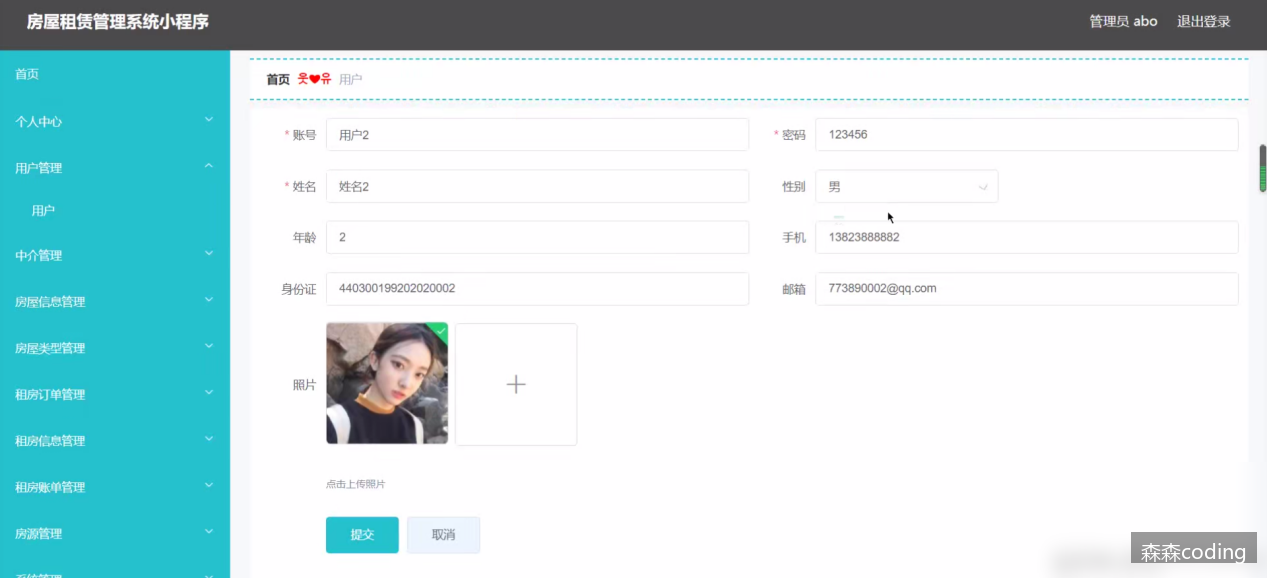 房屋租赁管理系统小程序
管理员 abo 退出登录
首页
个人中心
用户管理
用户
中介管理
房屋信息管理
房屋类型管理
租房订单管理
租房信息管理
租房账单管理
房源管理
系统管理
首页 웃❤유 用户
* 账号 用户2
* 密码 123456
* 姓名 姓名2
性别 男
年龄 2
手机 13823888882
身份证 440300199202020002
邮箱 773890002@qq.com
照片
点击上传照片
提交 取消
森森coding